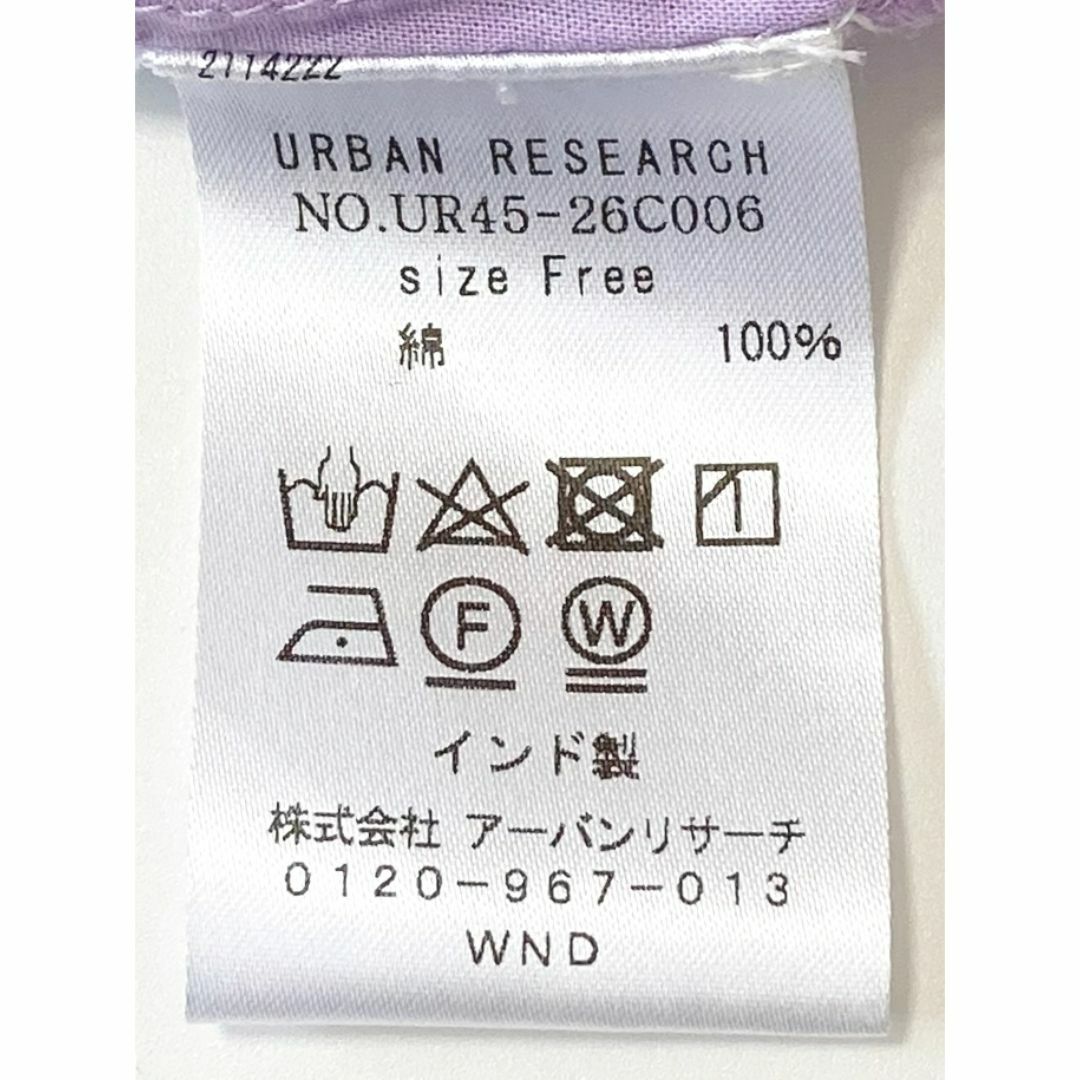 2114222
URBAN RESEARCH
NO.UR45-26C006
size Free
綿 100%
F W
インド製
株式会社 アーバンリサーチ
0120-967-013
WND